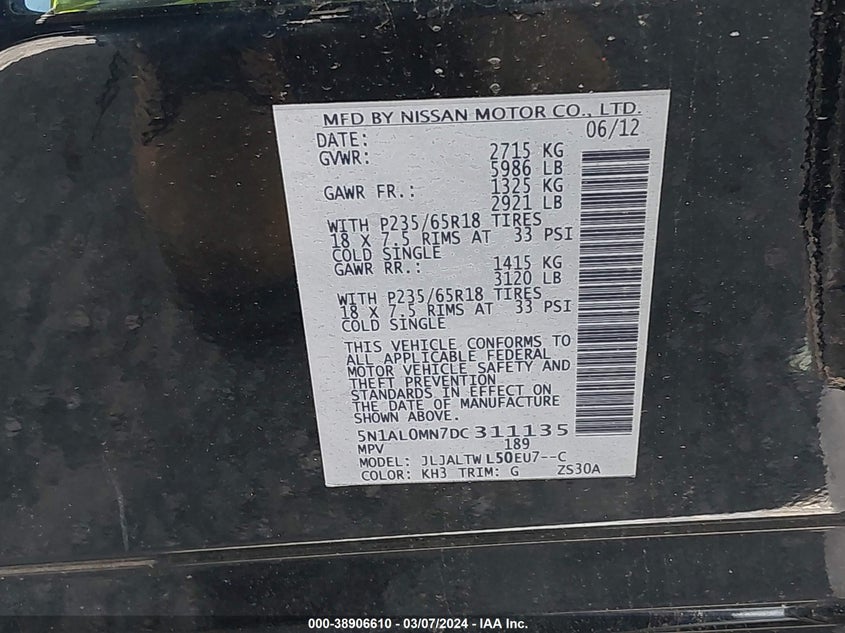 MFD BY NISSAN MOTOR CO., LTD.
DATE: 06/12
GVWR: 2715 KG
5986 LB
GAWR FR.: 1325 KG
2921 LB
WITH P235/65R18 TIRES
18 X 7.5 RIMS AT 33 PSI
COLD SINGLE
GAWR RR.: 1415 KG
3120 LB
WITH P235/65R18 TIRES
18 X 7.5 RIMS AT 33 PSI
COLD SINGLE
THIS VEHICLE CONFORMS TO
ALL APPLICABLE FEDERAL
MOTOR VEHICLE SAFETY AND
THEFT PREVENTION
STANDARDS IN EFFECT ON
THE DATE OF MANUFACTURE
SHOWN ABOVE.
5N1AL0MN7DC311135
MPV 189
MODEL: JLJALTWL50EU7--C
COLOR: KH3 TRIM: G ZS30A
000-38906610 - 03/07/2024 - IAA Inc.